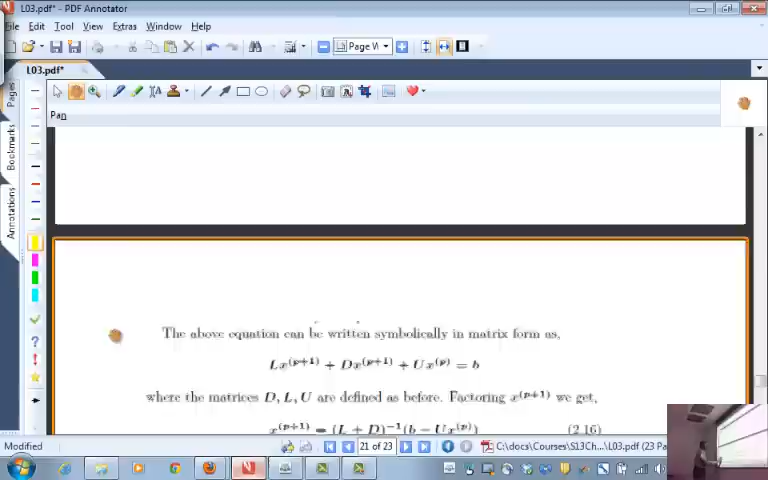 L03.pdf* - PDF Annotator
File Edit Tool View Extras Window Help
Page W
L03.pdf*
Pan
Pages
Bookmarks
Annotations
The above equation can be written symbolically in matrix form as,
Lx^(p+1) + Dx^(p+1) + Ux^(p) = b
where the matrices D, L, U are defined as before. Factoring x^(p+1) we get,
x^(p+1) = (L + D)^-1 (b − Ux^(p)) (2.16)
Modified
21 of 23
C:\docs\Courses\S13Ch
L03.pdf (23 Pa